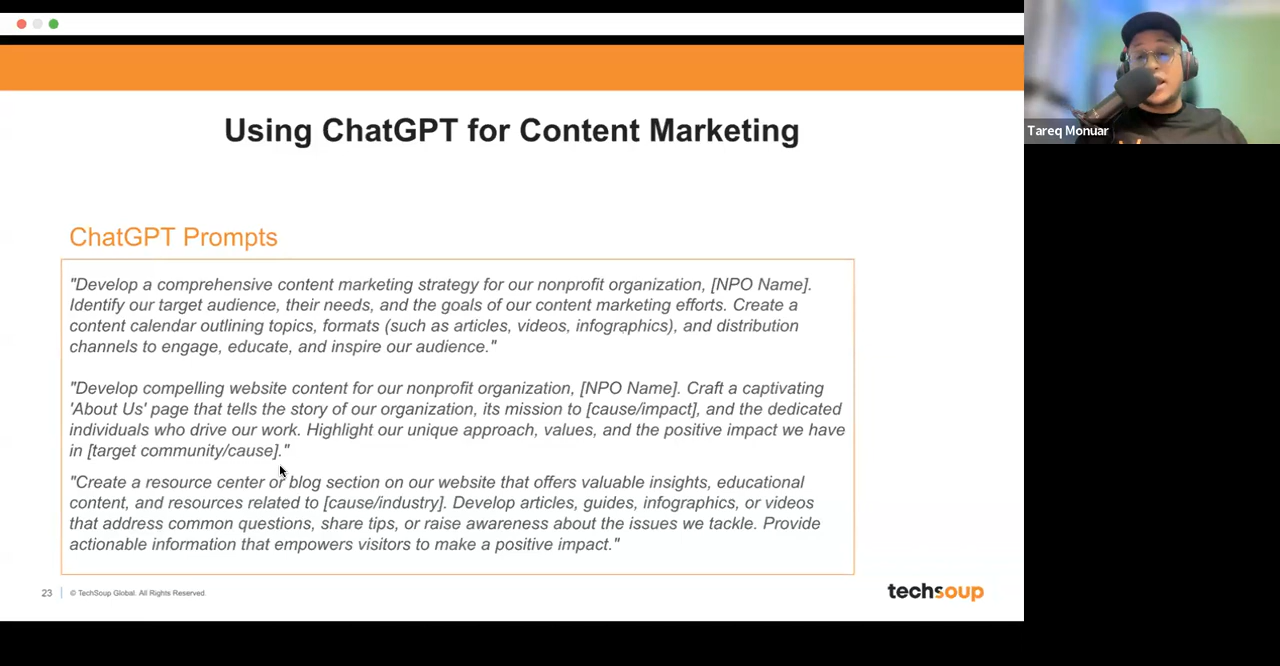 Using ChatGPT for Content Marketing
Tareq Monuar
ChatGPT Prompts
"Develop a comprehensive content marketing strategy for our nonprofit organization, [NPO Name].
Identify our target audience, their needs, and the goals of our content marketing efforts. Create a
content calendar outlining topics, formats (such as articles, videos, infographics), and distribution
channels to engage, educate, and inspire our audience."
"Develop compelling website content for our nonprofit organization, [NPO Name]. Craft a captivating
'About Us' page that tells the story of our organization, its mission to [cause/impact], and the dedicated
individuals who drive our work. Highlight our unique approach, values, and the positive impact we have
in [target community/cause]."
"Create a resource center or blog section on our website that offers valuable insights, educational
content, and resources related to [cause/industry]. Develop articles, guides, infographics, or videos
that address common questions, share tips, or raise awareness about the issues we tackle. Provide
actionable information that empowers visitors to make a positive impact."
23 | © TechSoup Global. All Rights Reserved.
techsoup